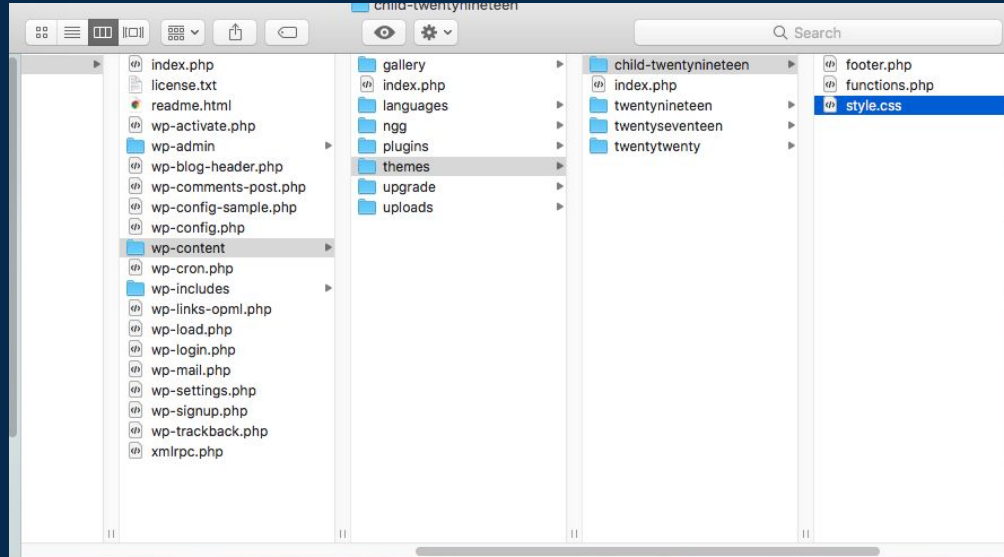 child-twentynineteen
Search
index.php
license.txt
readme.html
wp-activate.php
wp-admin
wp-blog-header.php
wp-comments-post.php
wp-config-sample.php
wp-config.php
wp-content
wp-cron.php
wp-includes
wp-links-opml.php
wp-load.php
wp-login.php
wp-mail.php
wp-settings.php
wp-signup.php
wp-trackback.php
xmlrpc.php
gallery
index.php
languages
ngg
plugins
themes
upgrade
uploads
child-twentynineteen
index.php
twentynineteen
twentyseventeen
twentytwenty
footer.php
functions.php
style.css